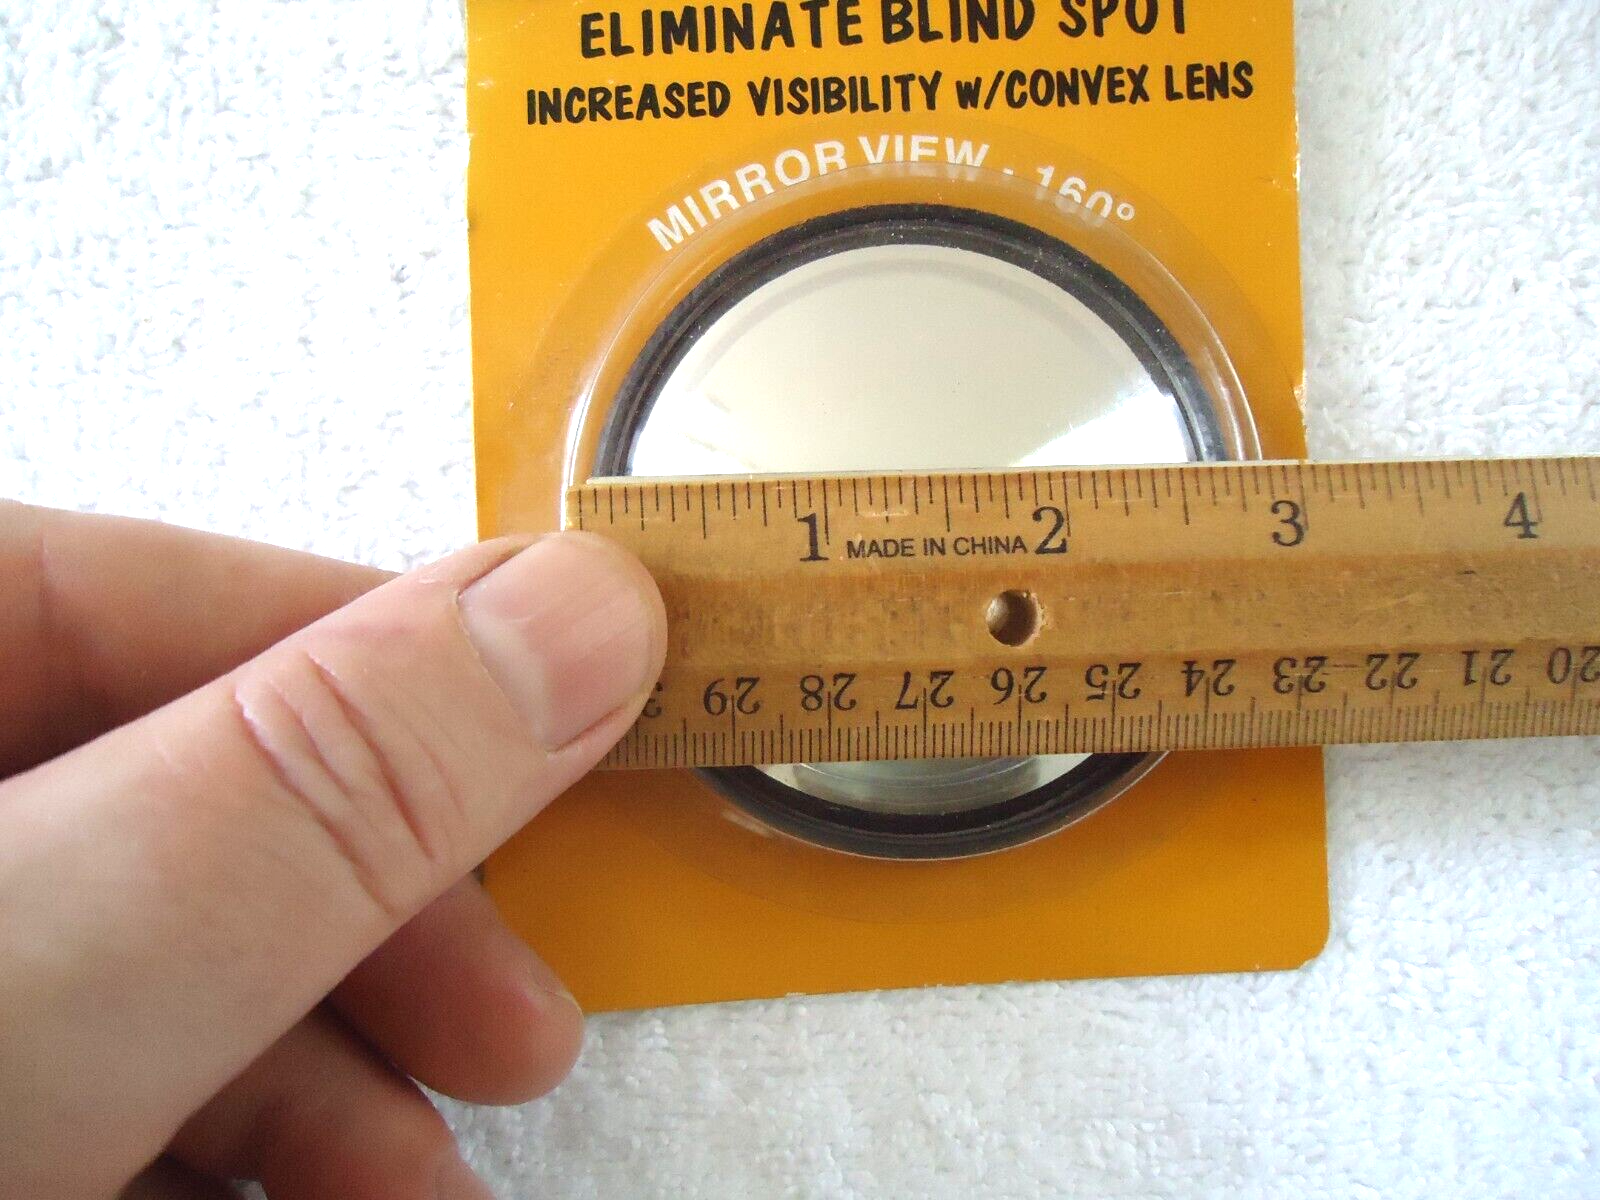 ELIMINATE BLIND SPOT
INCREASED VISIBILITY W/CONVEX LENS
MIRROR VIEW · 160°
1 MADE IN CHINA 2 3 4
29 28 27 26 25 24 23 22 21 20